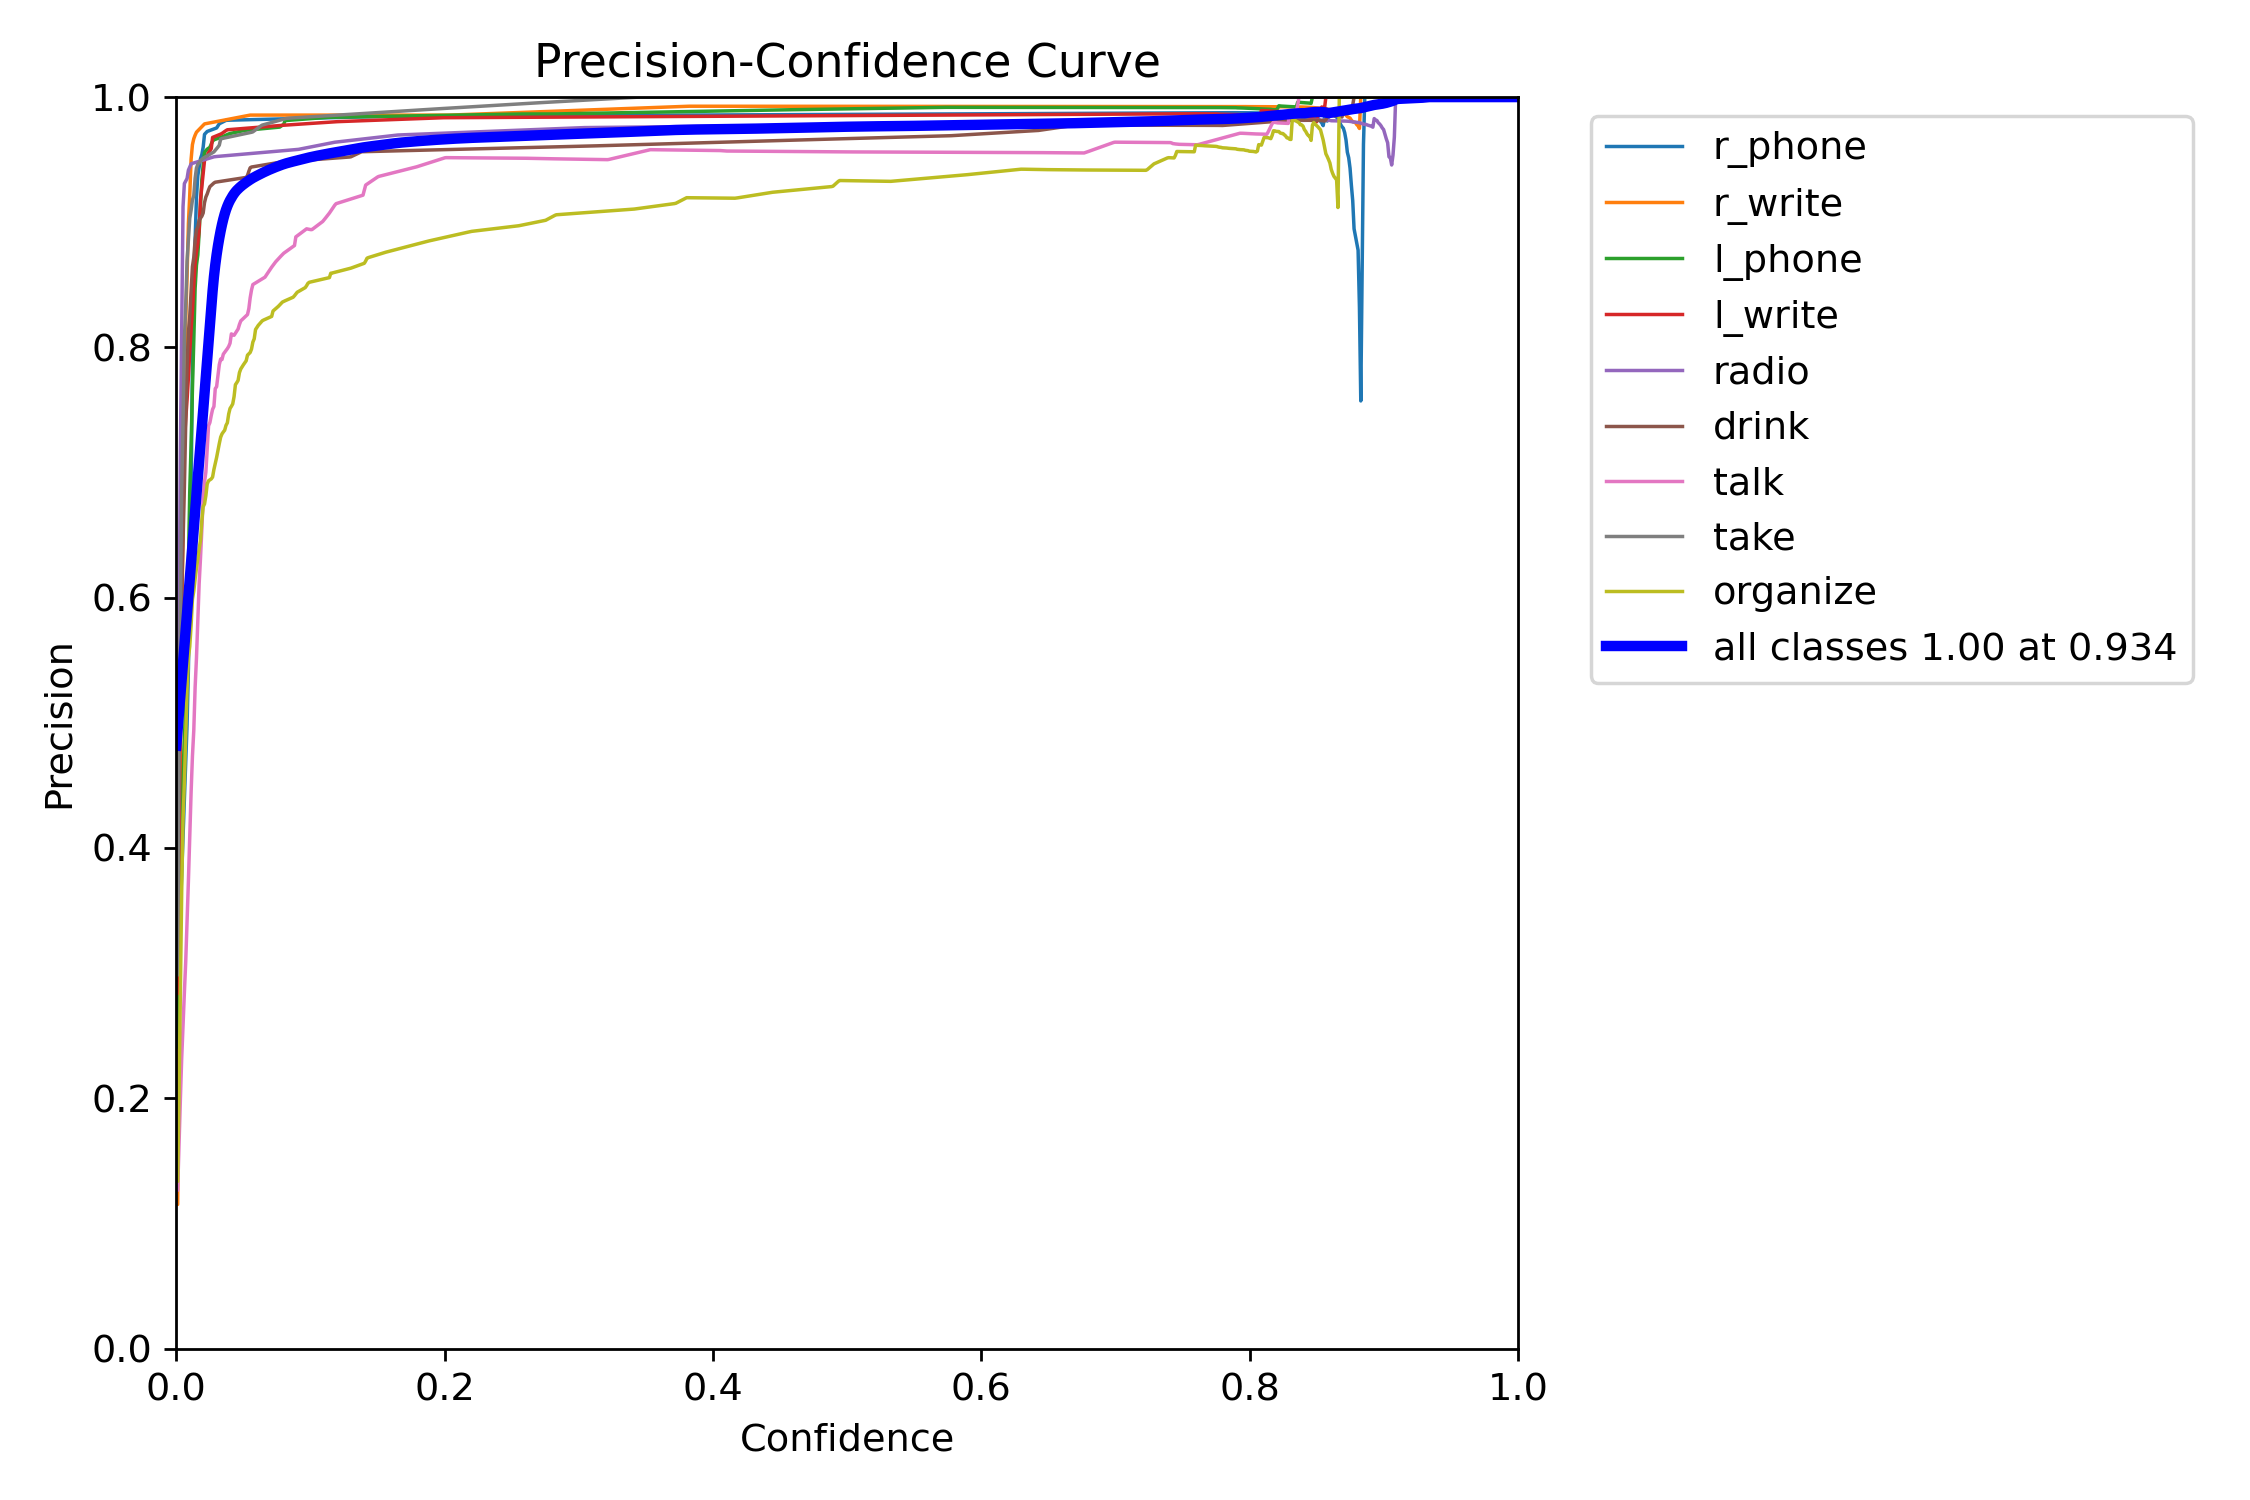 Precision-Confidence Curve
1.0
0.8
0.6
0.4
0.2
0.0
Precision
0.0 0.2 0.4 0.6 0.8 1.0
Confidence
r_phone
r_write
l_phone
l_write
radio
drink
talk
take
organize
all classes 1.00 at 0.934